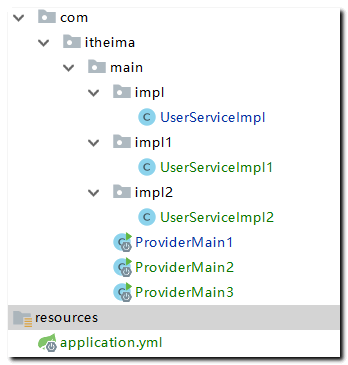 com
itheima
main
impl
UserServiceImpl
impl1
UserServiceImpl1
impl2
UserServiceImpl2
ProviderMain1
ProviderMain2
ProviderMain3
resources
application.yml